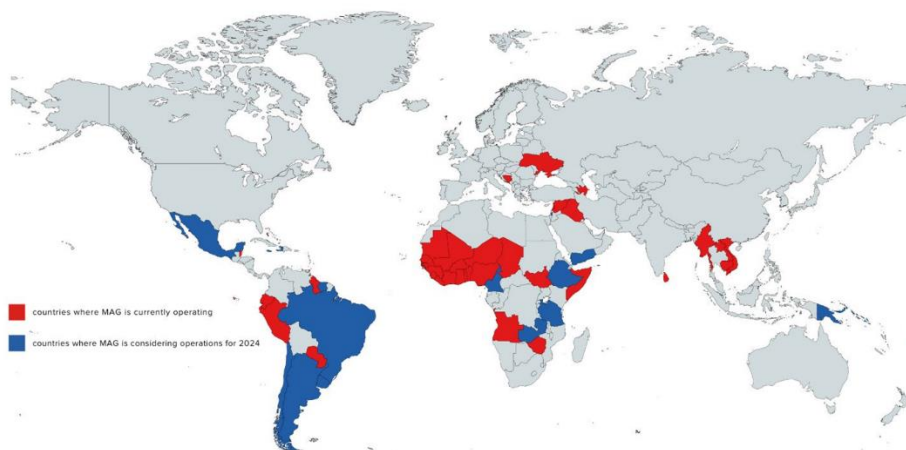 countries where MAG is currently operating
countries where MAG is considering operations for 2024